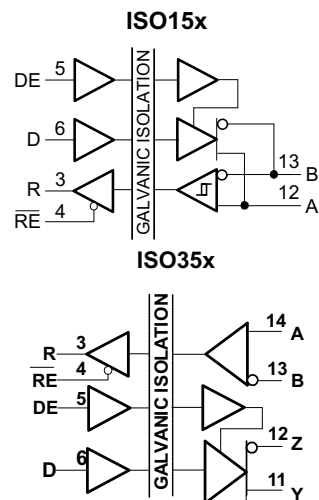 ISO15x
DE 5
GALVANIC ISOLATION
D 6
R 3
RE 4
13 B
12 A
ISO35x
GALVANIC ISOLATION
R 3
RE 4
14 A
13 B
DE 5
12 Z
D 6
11 Y